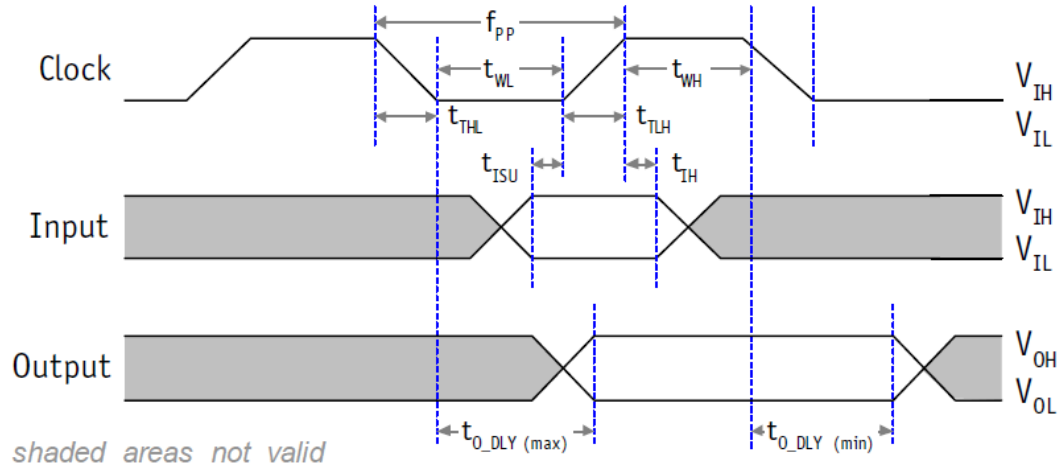 f_PP
Clock
t_WL
t_WH
V_IH
t_THL
t_TLH
V_IL
t_ISU
t_IH
Input
V_IH
V_IL
Output
V_OH
V_OL
t_O_DLY (max)
t_O_DLY (min)
shaded areas not valid